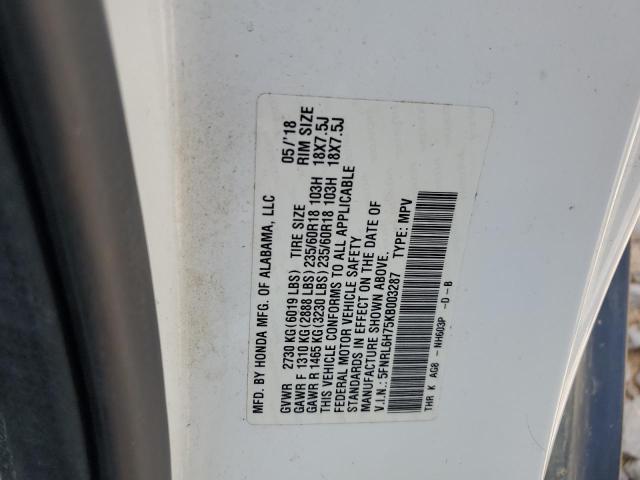 MFD. BY HONDA MFG. OF ALABAMA, LLC 05/'18
GVWR 2730 KG(6019 LBS) TIRE SIZE RIM SIZE
GAWR F 1310 KG(2888 LBS) 235/60R18 103H 18X7.5J
GAWR R 1465 KG(3230 LBS) 235/60R18 103H 18X7.5J
THIS VEHICLE CONFORMS TO ALL APPLICABLE
FEDERAL MOTOR VEHICLE SAFETY
STANDARDS IN EFFECT ON THE DATE OF
MANUFACTURE SHOWN ABOVE.
V.I.N.: 5FNRL6H75KB003287 TYPE: MPV
THR K AG8 -NH603P -D-B